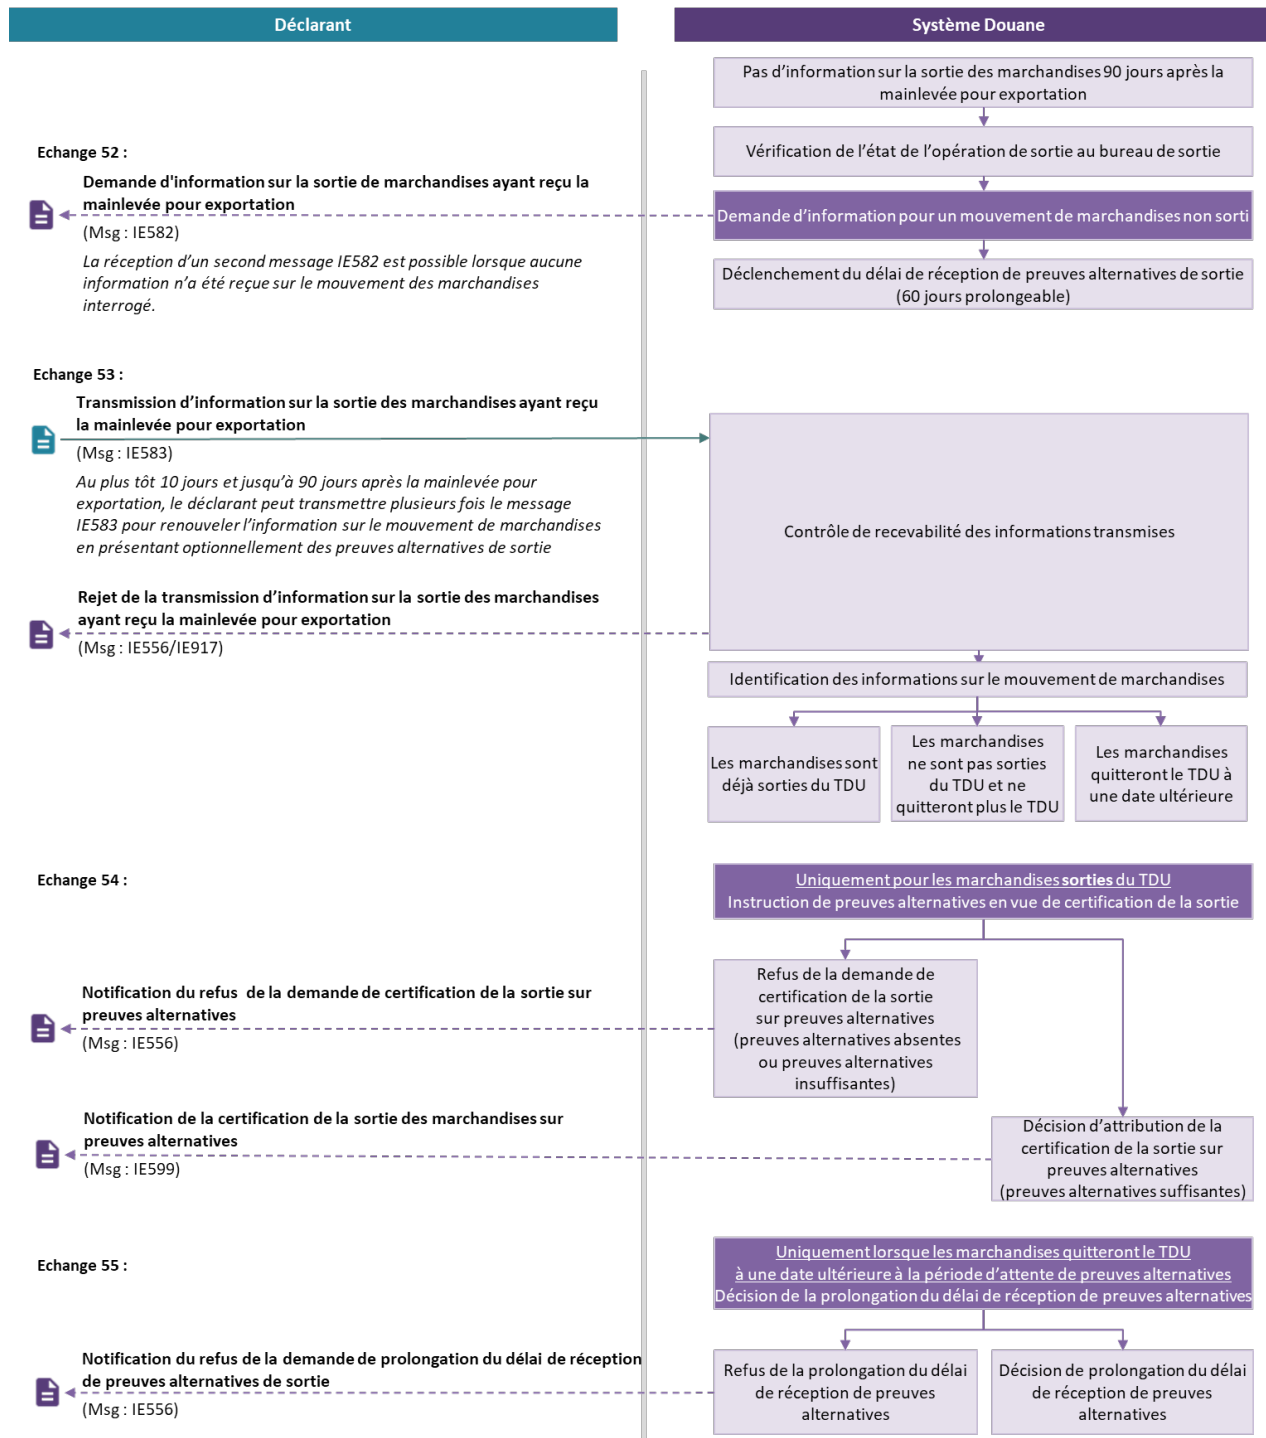 Déclarant
Système Douane
Pas d'information sur la sortie des marchandises 90 jours après la
mainlevée pour exportation
Vérification de l'état de l'opération de sortie au bureau de sortie
Echange 52 :
Demande d'information sur la sortie de marchandises ayant reçu la
mainlevée pour exportation
(Msg : IE582)
La réception d'un second message IE582 est possible lorsque aucune
information n'a été reçue sur le mouvement des marchandises
interrogé.
Demande d'information pour un mouvement de marchandises non sorti
Déclenchement du délai de réception de preuves alternatives de sortie
(60 jours prolongeable)
Echange 53 :
Transmission d'information sur la sortie des marchandises ayant reçu
la mainlevée pour exportation
(Msg : IE583)
Au plus tôt 10 jours et jusqu'à 90 jours après la mainlevée pour
exportation, le déclarant peut transmettre plusieurs fois le message
IE583 pour renouveler l'information sur le mouvement de marchandises
en présentant optionnellement des preuves alternatives de sortie
Contrôle de recevabilité des informations transmises
Rejet de la transmission d'information sur la sortie des marchandises
ayant reçu la mainlevée pour exportation
(Msg : IE556/IE917)
Identification des informations sur le mouvement de marchandises
Les marchandises sont
déjà sorties du TDU
Les marchandises
ne sont pas sorties
du TDU et ne
quitteront plus le TDU
Les marchandises
quitteront le TDU à
une date ultérieure
Echange 54 :
Uniquement pour les marchandises sorties du TDU
Instruction de preuves alternatives en vue de certification de la sortie
Notification du refus de la demande de certification de la sortie sur
preuves alternatives
(Msg : IE556)
Refus de la demande de
certification de la sortie
sur preuves alternatives
(preuves alternatives absentes
ou preuves alternatives
insuffisantes)
Notification de la certification de la sortie des marchandises sur
preuves alternatives
(Msg : IE599)
Décision d'attribution de la
certification de la sortie sur
preuves alternatives
(preuves alternatives suffisantes)
Echange 55 :
Uniquement lorsque les marchandises quitteront le TDU
à une date ultérieure à la période d'attente de preuves alternatives
Décision de la prolongation du délai de réception de preuves alternatives
Notification du refus de la demande de prolongation du délai de réception
de preuves alternatives de sortie
(Msg : IE556)
Refus de la prolongation du délai
de réception de preuves
alternatives
Décision de prolongation du délai
de réception de preuves
alternatives